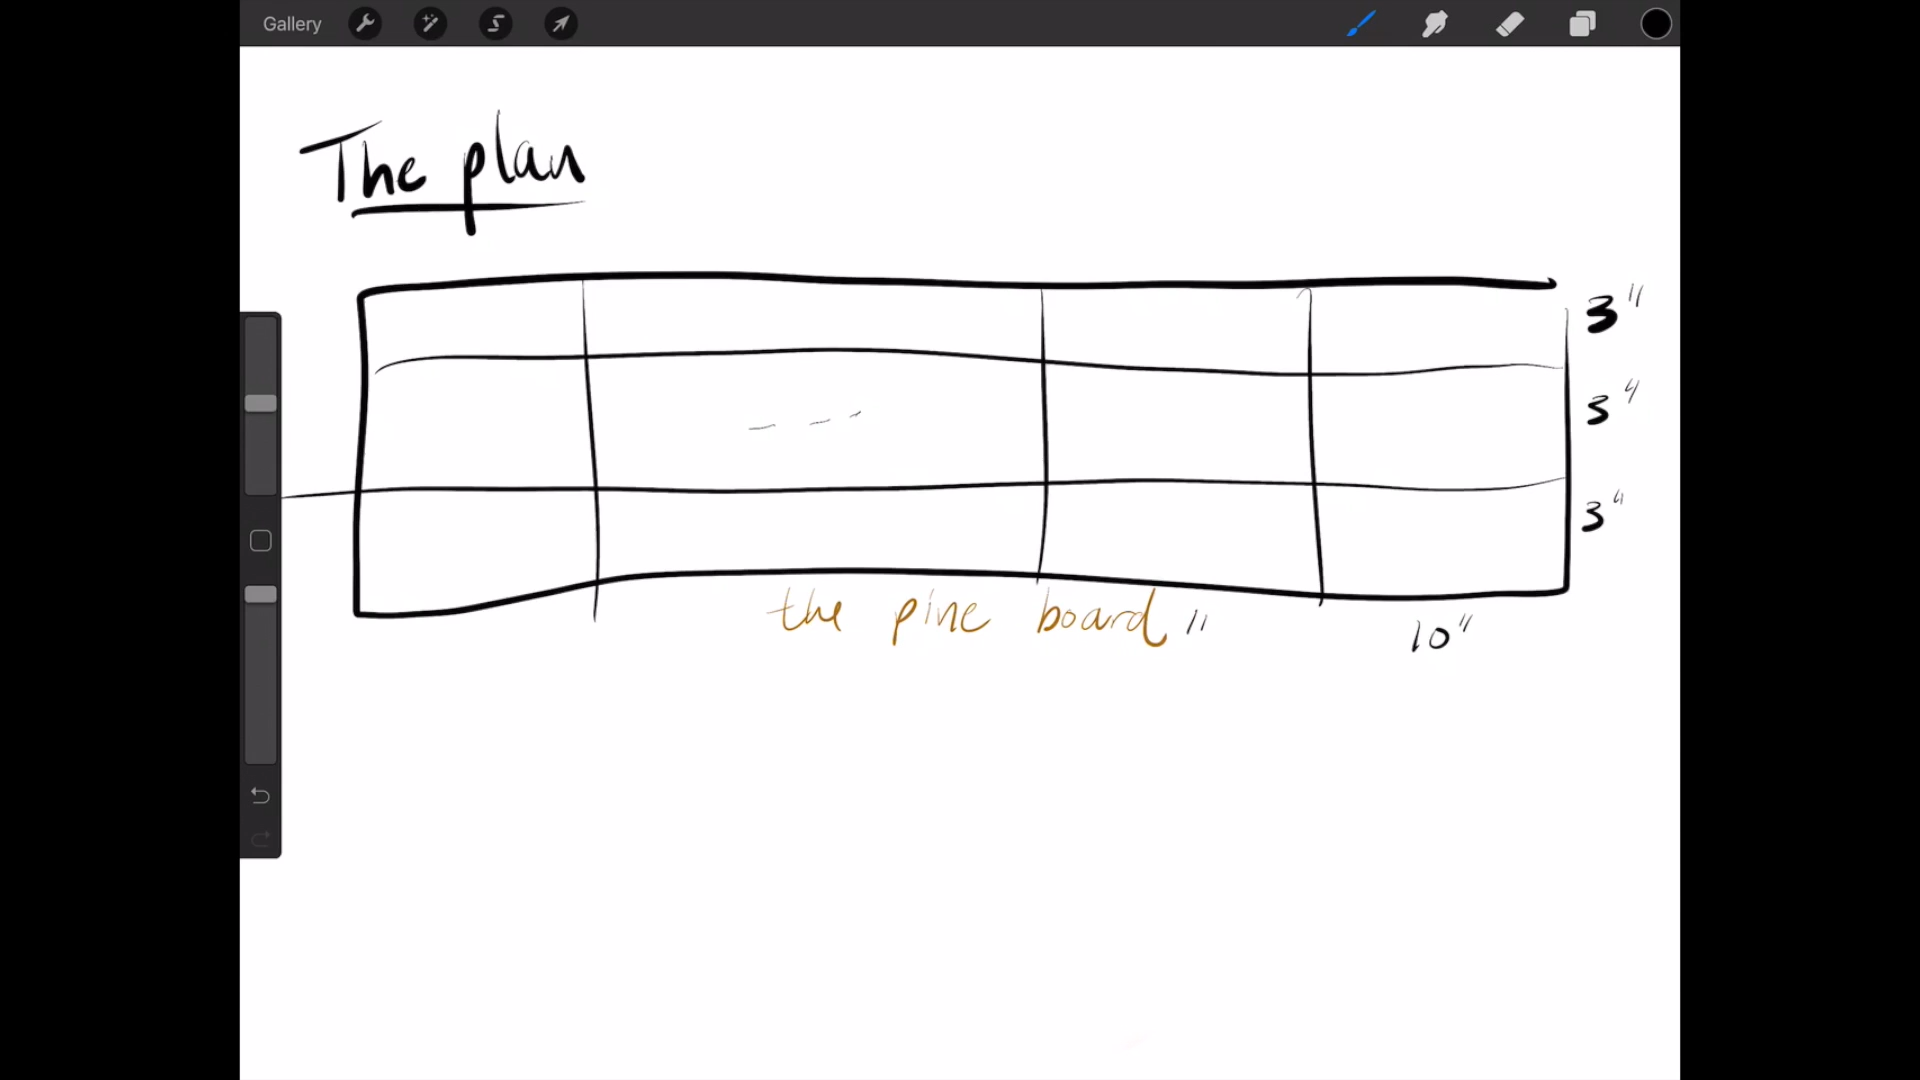 Gallery
The plan
3"
3"
3"
the pine board "
10"